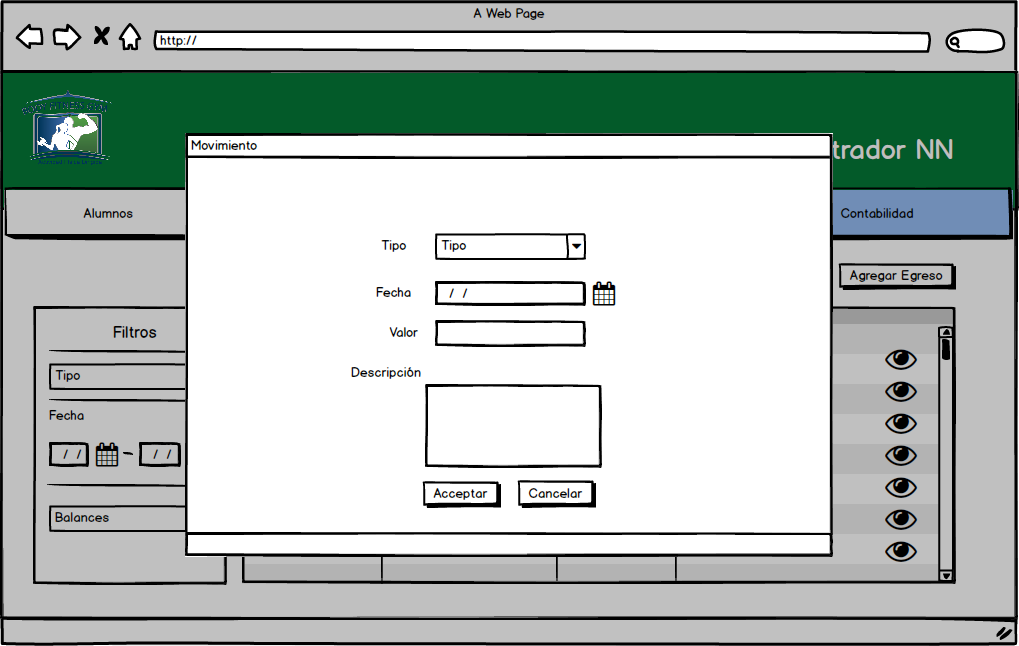 A Web Page
http://
Movimiento
trador NN
Alumnos
Contabilidad
Agregar Egreso
Filtros
Tipo
Fecha
/ /
/ /
Balances
Tipo
Tipo
Fecha
/ /
Valor
Descripción
Acceptar
Cancelar